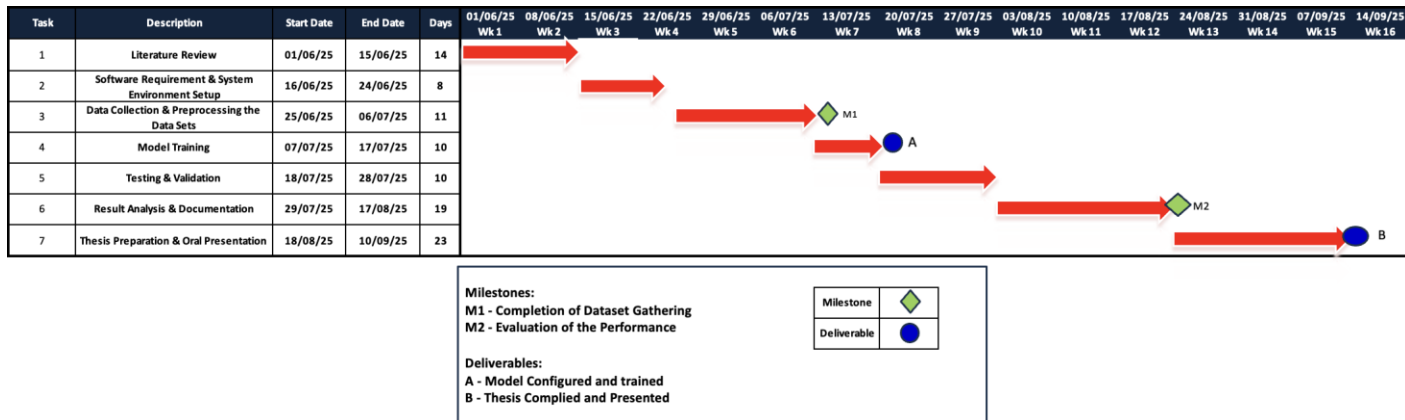 Task Description Start Date End Date Days 01/06/25 08/06/25 15/06/25 22/06/25 29/06/25 06/07/25 13/07/25 20/07/25 27/07/25 03/08/25 10/08/25 17/08/25 24/08/25 31/08/25 07/09/25 14/09/25
Wk 1 Wk 2 Wk 3 Wk 4 Wk 5 Wk 6 Wk 7 Wk 8 Wk 9 Wk 10 Wk 11 Wk 12 Wk 13 Wk 14 Wk 15 Wk 16
1 Literature Review 01/06/25 15/06/25 14
2 Software Requirement & System Environment Setup 16/06/25 24/06/25 8
3 Data Collection & Preprocessing the Data Sets 25/06/25 06/07/25 11 M1
4 Model Training 07/07/25 17/07/25 10 A
5 Testing & Validation 18/07/25 28/07/25 10
6 Result Analysis & Documentation 29/07/25 17/08/25 19 M2
7 Thesis Preparation & Oral Presentation 18/08/25 10/09/25 23 B
Milestones:
M1 - Completion of Dataset Gathering
M2 - Evaluation of the Performance
Deliverables:
A - Model Configured and trained
B - Thesis Complied and Presented
Milestone
Deliverable